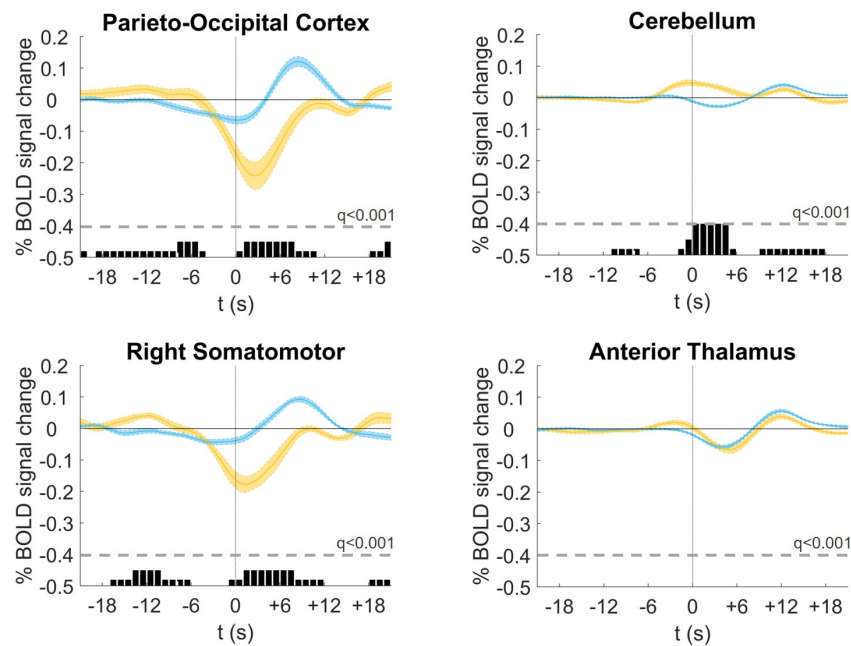 Parieto-Occipital Cortex
% BOLD signal change
0.2
0.1
0
-0.1
-0.2
-0.3
-0.4
-0.5
q<0.001
-18 -12 -6 0 +6 +12 +18
t (s)
Cerebellum
% BOLD signal change
0.2
0.1
0
-0.1
-0.2
-0.3
-0.4
-0.5
q<0.001
-18 -12 -6 0 +6 +12 +18
t (s)
Right Somatomotor
% BOLD signal change
0.2
0.1
0
-0.1
-0.2
-0.3
-0.4
-0.5
q<0.001
-18 -12 -6 0 +6 +12 +18
t (s)
Anterior Thalamus
% BOLD signal change
0.2
0.1
0
-0.1
-0.2
-0.3
-0.4
-0.5
q<0.001
-18 -12 -6 0 +6 +12 +18
t (s)